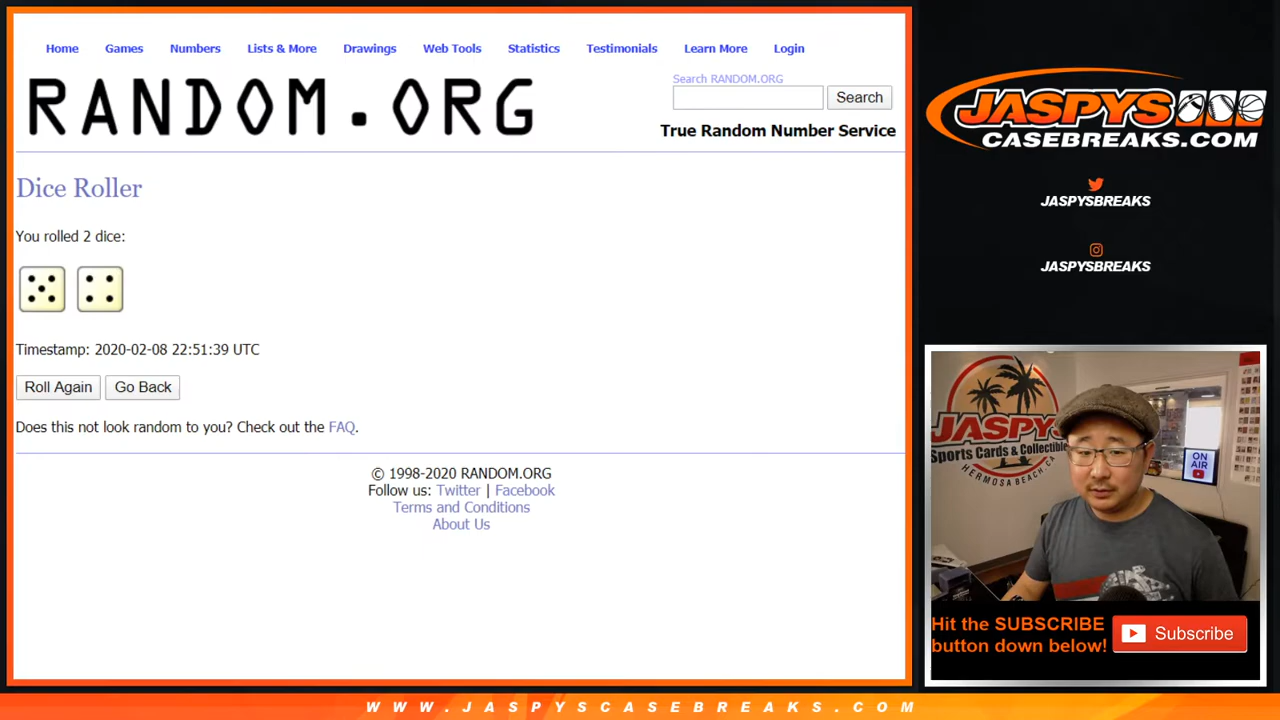 Home Games Numbers Lists & More Drawings Web Tools Statistics Testimonials Learn More Login
RANDOM.ORG
Search RANDOM.ORG
Search
True Random Number Service
Dice Roller
You rolled 2 dice:
Timestamp: 2020-02-08 22:51:39 UTC
Roll Again Go Back
Does this not look random to you? Check out the FAQ.
© 1998-2020 RANDOM.ORG
Follow us: Twitter | Facebook
Terms and Conditions
About Us
JASPYS
CASEBREAKS.COM
JASPYSBREAKS
JASPYSBREAKS
JASPYS
Sports Cards & Collectible
HERMOSA BEACH, CA
ON
AIR
Hit the SUBSCRIBE
button down below!
Subscribe
WWW.JASPYSCASEBREAKS.COM